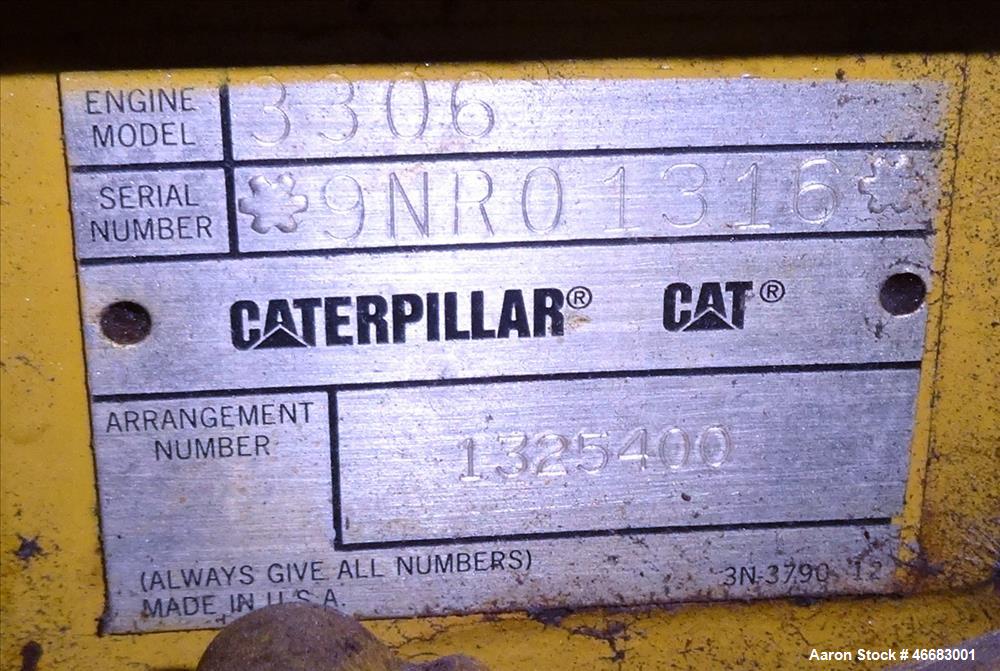 ENGINE MODEL 3306
SERIAL NUMBER *9NR01316*
CATERPILLAR® CAT®
ARRANGEMENT NUMBER 1325400
(ALWAYS GIVE ALL NUMBERS)
3N-3790 12
MADE IN U.S.A.
Aaron Stock # 46683001